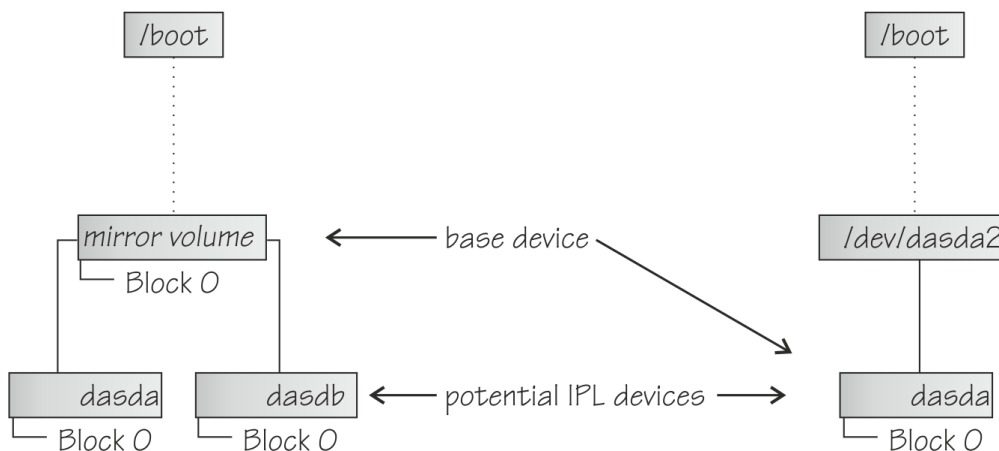 /boot
/boot
mirror volume
base device
/dev/dasda2
Block 0
dasda
dasdb
potential IPL devices
dasda
Block 0
Block 0
Block 0